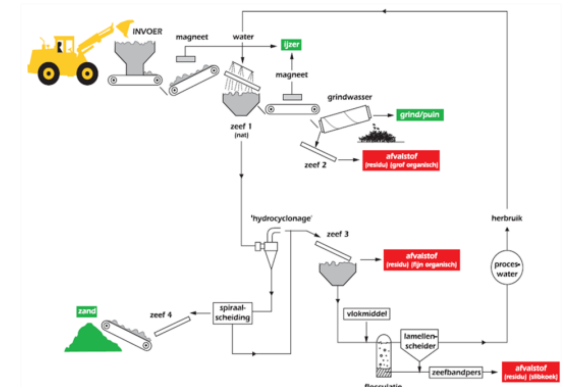 INVOER
magneet
water
ijzer
magneet
zeef 1
(nat)
grindwasser
grind/puin
zeef 2
afvalstof
(residu) (grof organisch)
'hydrocyclonage'
zeef 3
afvalstof
(residu) (fijn organisch)
herbruik
proces-
water
zand
zeef 4
spiraal-
scheiding
vlokmiddel
lamellen-
scheider
zeefbandpers
afvalstof
(residu) (slibkoek)
flocculatie